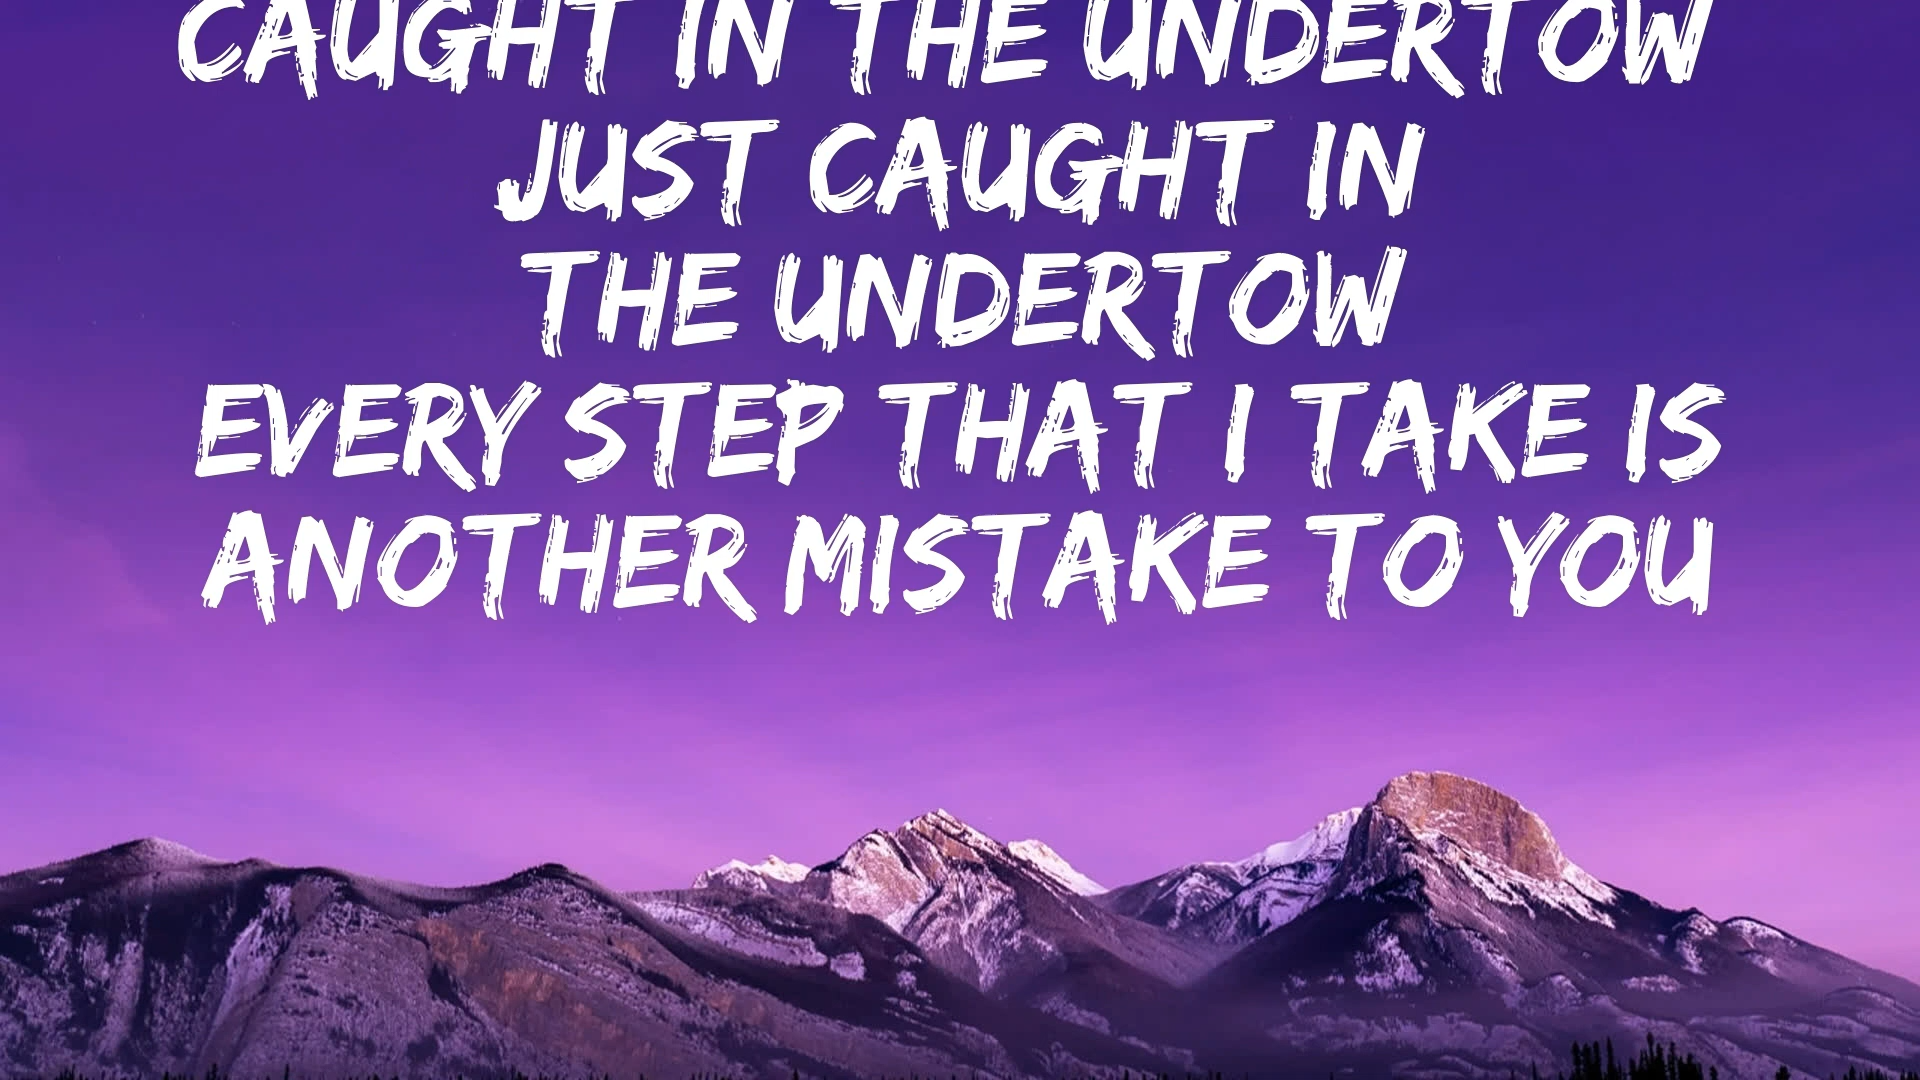 CAUGHT IN THE UNDERTOW
JUST CAUGHT IN
THE UNDERTOW
EVERY STEP THAT I TAKE IS
ANOTHER MISTAKE TO YOU